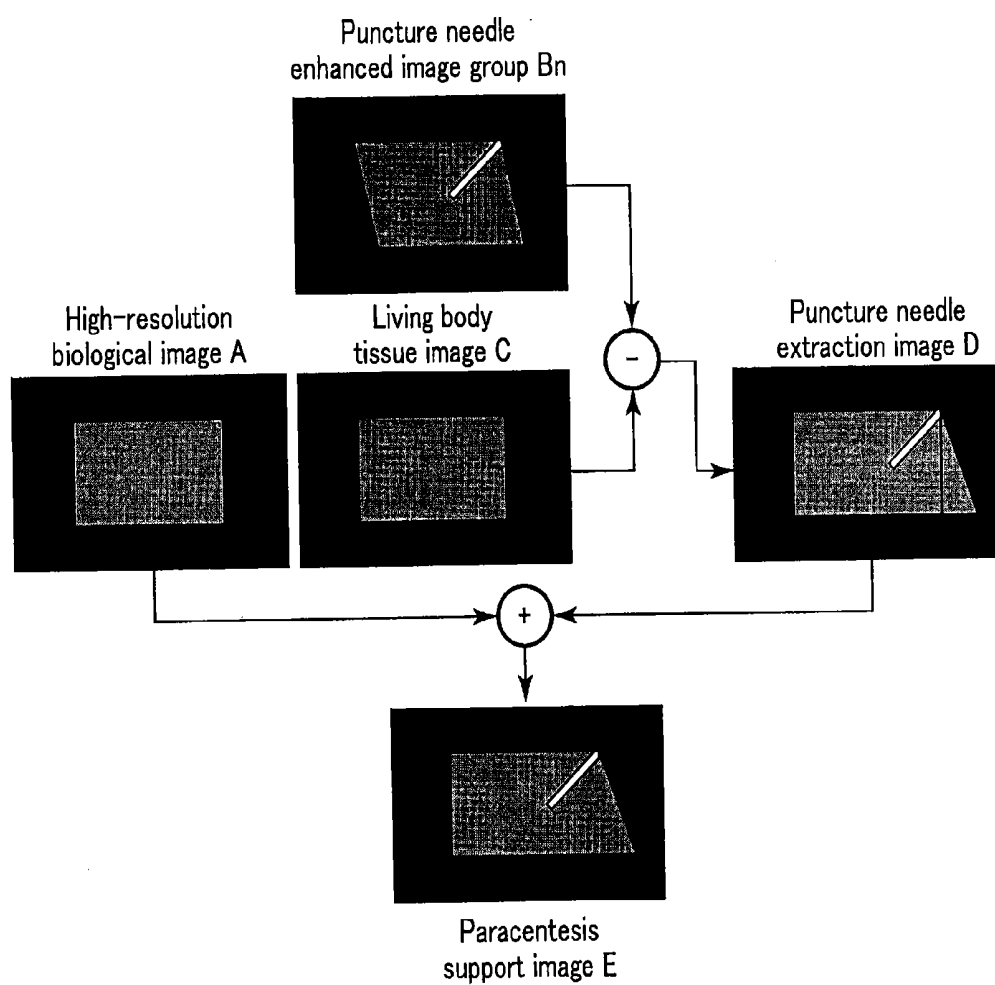 Puncture needle
enhanced image group Bn
High-resolution
biological image A
Living body
tissue image C
Puncture needle
extraction image D
-
+
Paracentesis
support image E